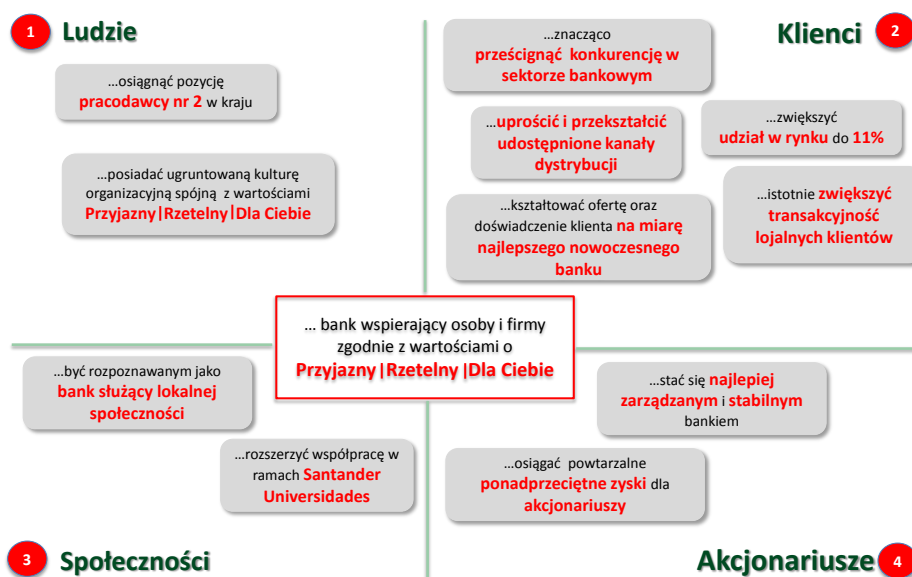 1 Ludzie
...osiągnąć pozycję
pracodawcy nr 2 w kraju
...posiadać ugruntowaną kulturę
organizacyjną spójną z wartościami
Przyjazny|Rzetelny|Dla Ciebie
Klienci 2
...znacząco
prześcignąć konkurencję w
sektorze bankowym
...uprościć i przekształcić
udostępnione kanały
dystrybucji
...zwiększyć
udział w rynku do 11%
...kształtować ofertę oraz
doświadczenie klienta na miarę
najlepszego nowoczesnego
banku
...istotnie zwiększyć
transakcyjność
lojalnych klientów
... bank wspierający osoby i firmy
zgodnie z wartościami o
Przyjazny |Rzetelny |Dla Ciebie
...być rozpoznawanym jako
bank służący lokalnej
społeczności
...rozszerzyć współpracę w
ramach Santander
Universidades
3 Społeczności
...stać się najlepiej
zarządzanym i stabilnym
bankiem
...osiągać powtarzalne
ponadprzeciętne zyski dla
akcjonariuszy
Akcjonariusze 4